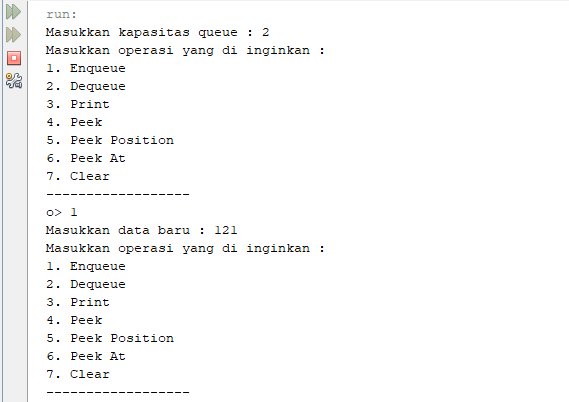 run:
Masukkan kapasitas queue : 2
Masukkan operasi yang di inginkan :
1. Enqueue
2. Dequeue
3. Print
4. Peek
5. Peek Position
6. Peek At
7. Clear
------------------
o> 1
Masukkan data baru : 121
Masukkan operasi yang di inginkan :
1. Enqueue
2. Dequeue
3. Print
4. Peek
5. Peek Position
6. Peek At
7. Clear
------------------